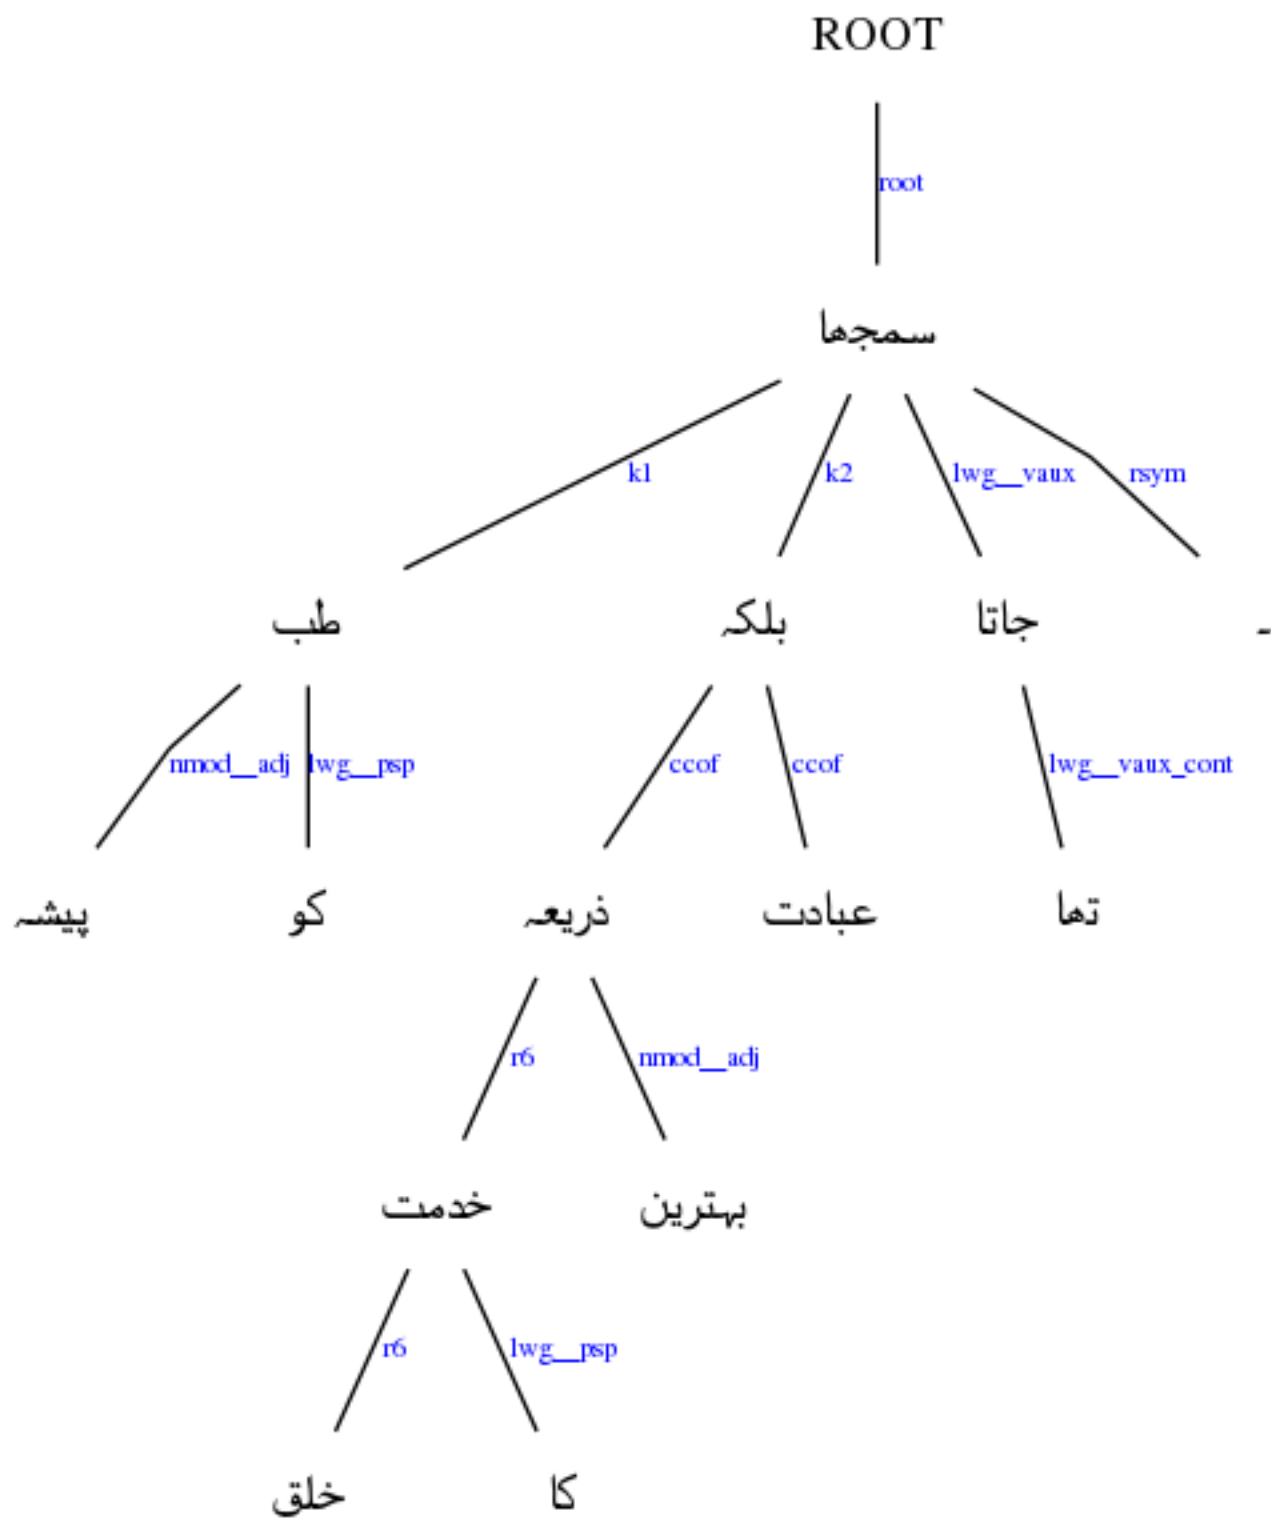 ROOT
root
سمجھا
k1 k2 lwg__vaux rsym
طب بلکہ جاتا ۔
nmod__adj lwg__psp ccof ccof lwg__vaux_cont
پیشہ کو ذریعہ عبادت تھا
r6 nmod__adj
خدمت بہترین
r6 lwg__psp
خلق کا